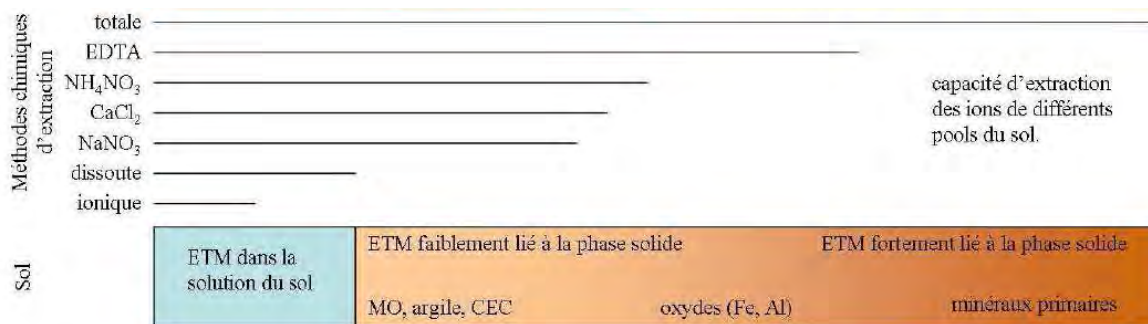 Méthodes chimiques
d'extraction
totale
EDTA
NH₄NO₃
CaCl₂
NaNO₃
dissoute
ionique
capacité d'extraction
des ions de différents
pools du sol.
Sol
ETM dans la
solution du sol
ETM faiblement lié à la phase solide
ETM fortement lié à la phase solide
MO, argile, CEC
oxydes (Fe, Al)
minéraux primaires